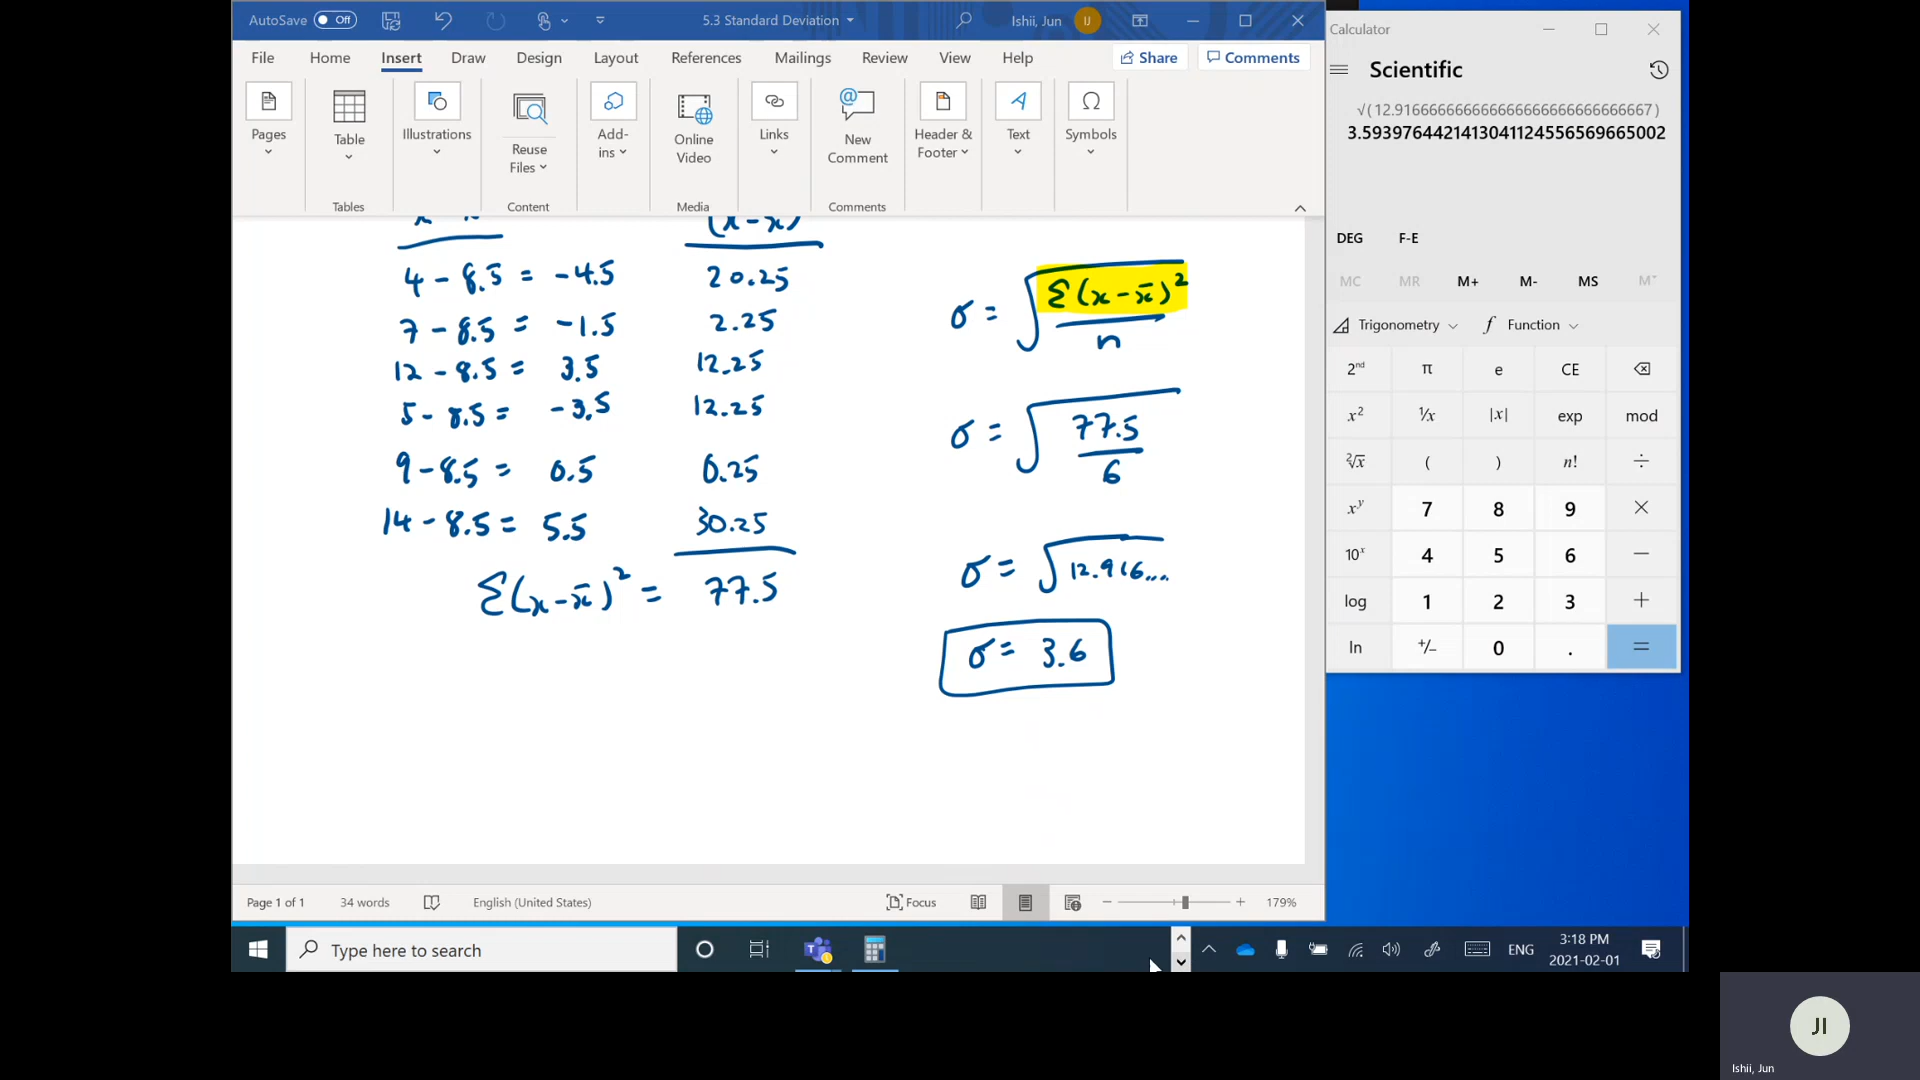 AutoSave Off 5.3 Standard Deviation Ishii, Jun IJ
File Home Insert Draw Design Layout References Mailings Review View Help Share Comments
Pages Table Illustrations Reuse Files Add-ins Online Video Links New Comment Header & Footer Text Symbols
Tables Content Media Comments
(x-x̄)
4 - 8.5 = -4.5 20.25
7 - 8.5 = -1.5 2.25
12 - 8.5 = 3.5 12.25
5 - 8.5 = -3.5 12.25
9 - 8.5 = 0.5 0.25
14 - 8.5 = 5.5 30.25
Σ(x-x̄)² = 77.5
σ = √ Σ(x-x̄)²
n
σ = √ 77.5
6
σ = √12.916...
σ = 3.6
Page 1 of 1 34 words English (United States) Focus 179%
Calculator
Scientific
√(12.916666666666666666666666666667)
3.5939764421413041124556569665002
DEG F-E
MC MR M+ M- MS M˅
Trigonometry f Function
2nd π e CE
x² ¹/x |x| exp mod
²√x ( ) n! ÷
xʸ 7 8 9 ×
10ˣ 4 5 6 −
log 1 2 3 +
ln +/− 0 . =
Type here to search ENG 3:18 PM
2021-02-01
JI
Ishii, Jun